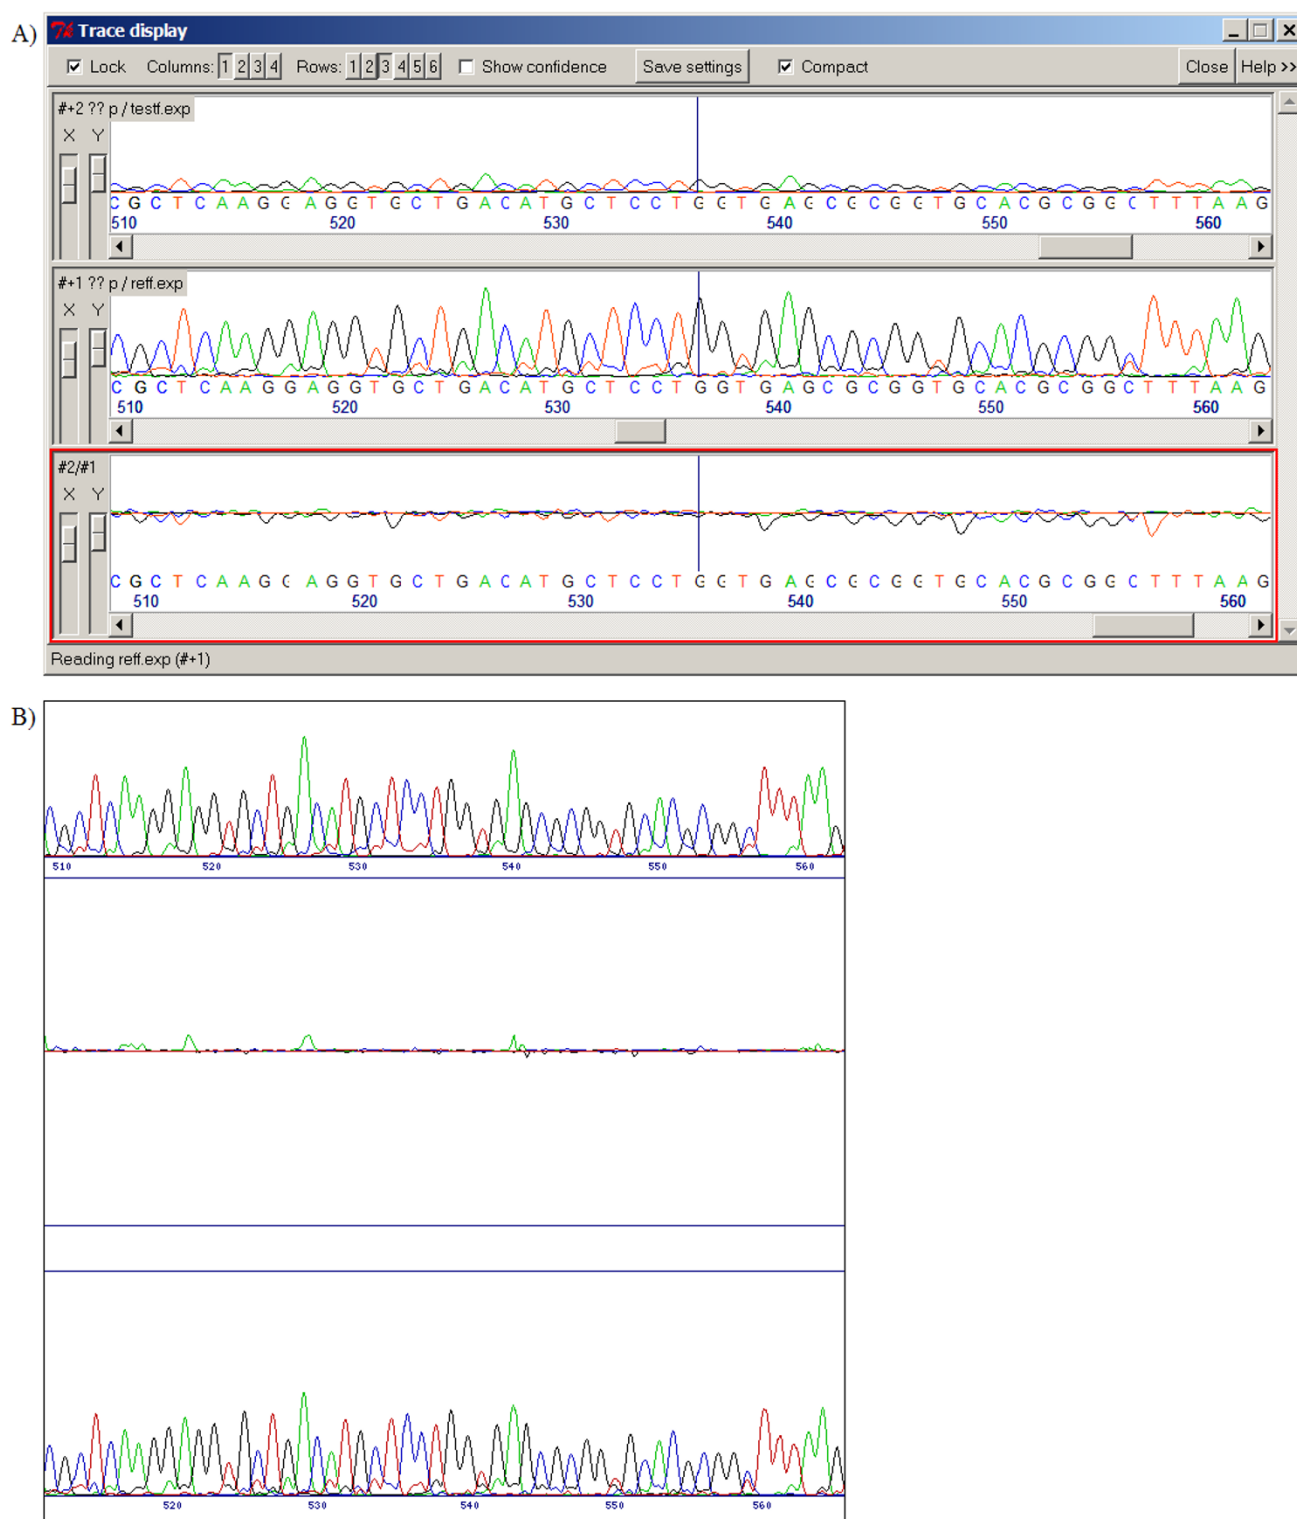 A)
Trace display
Lock Columns: 1 2 3 4 Rows: 1 2 3 4 5 6 Show confidence Save settings Compact Close Help >>
#+2 ?? p / testf.exp
X Y
C G C T C A A G G A G G T G C T G A C A T G C T C C T G G T G A G C G C G G T G C A C G C G G C T T T A A G
510 520 530 540 550 560
#+1 ?? p / reff.exp
X Y
C G C T C A A G G A G G T G C T G A C A T G C T C C T G G T G A G C G C G G T G C A C G C G G C T T T A A G
510 520 530 540 550 560
#2/#1
X Y
C G C T C A A G G A G G T G C T G A C A T G C T C C T G G T G A G C G C G G T G C A C G C G G C T T T A A G
510 520 530 540 550 560
Reading reff.exp (#+1)
B)
510 520 530 540 550 560
520 530 540 550 560